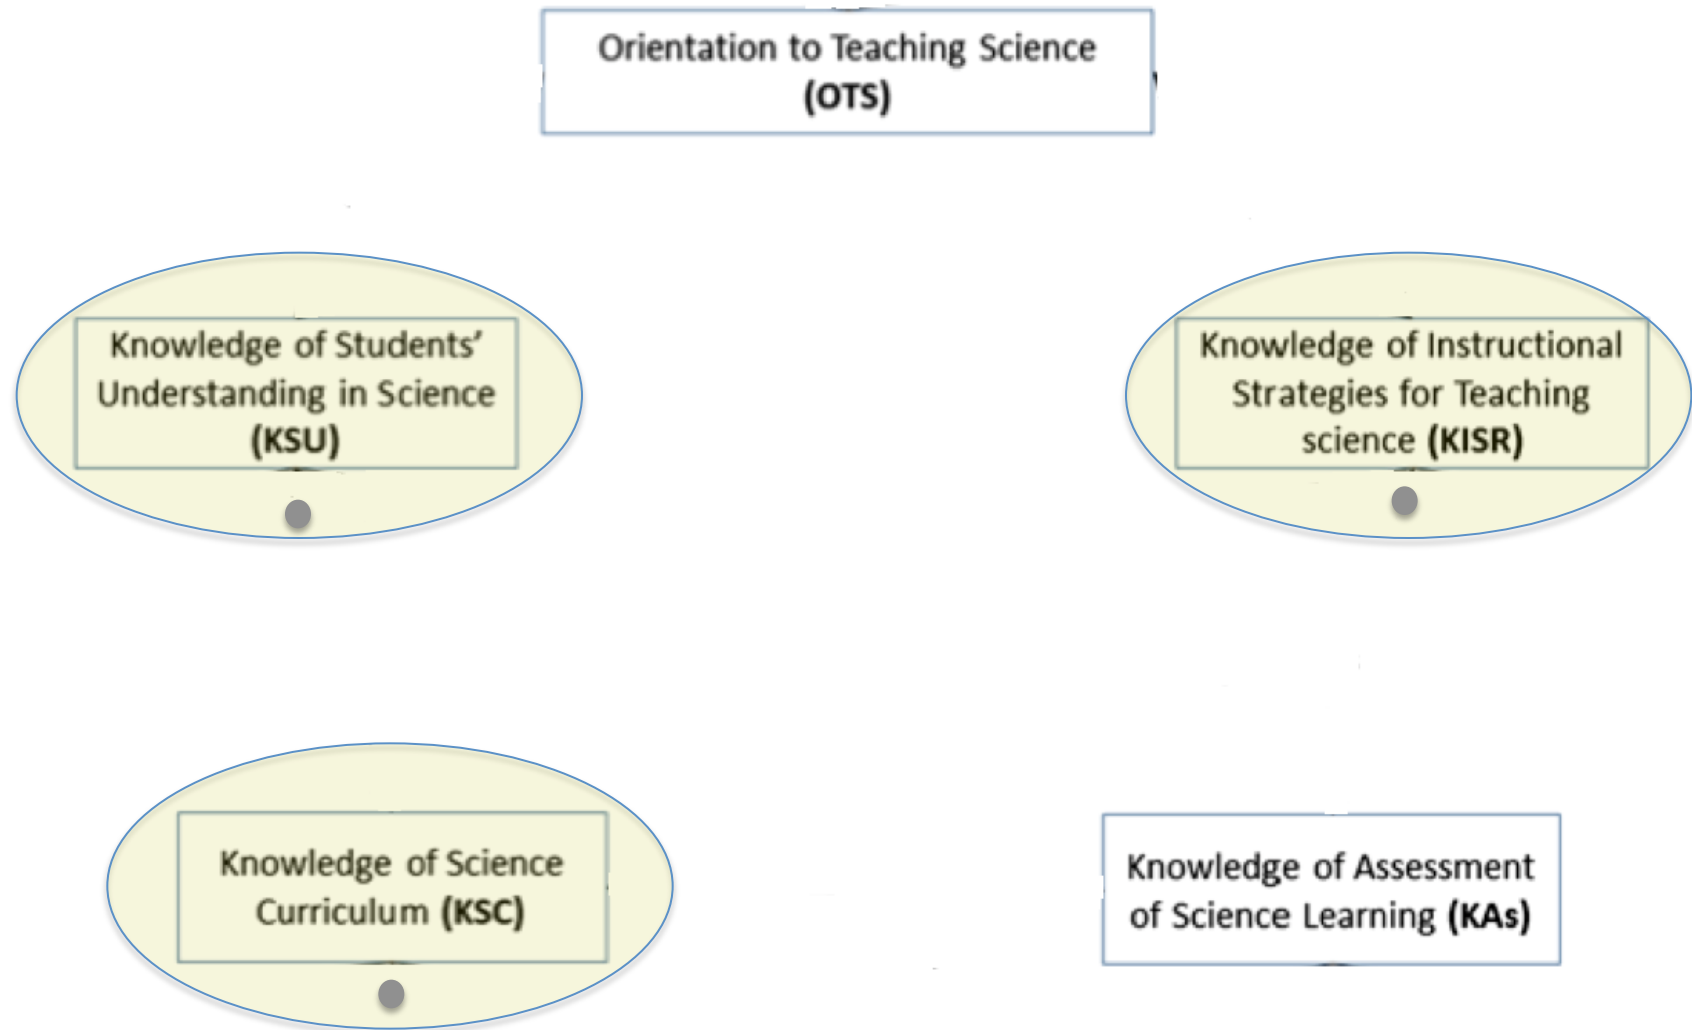 Orientation to Teaching Science
(OTS)
Knowledge of Students’
Understanding in Science
(KSU)
Knowledge of Instructional
Strategies for Teaching
science (KISR)
Knowledge of Science
Curriculum (KSC)
Knowledge of Assessment
of Science Learning (KAs)